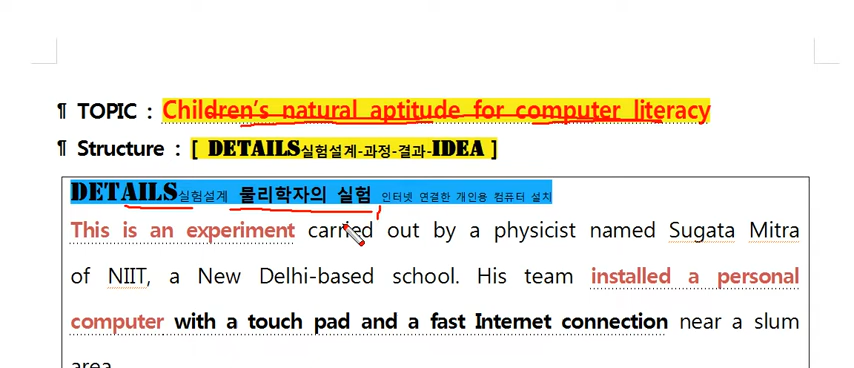 ¶ TOPIC : Children's natural aptitude for computer literacy
¶ Structure : [ DETAILS실험설계-과정-결과-IDEA ]
DETAILS실험설계 물리학자의 실험 인터넷 연결한 개인용 컴퓨터 설치
This is an experiment carried out by a physicist named Sugata Mitra
of NIIT, a New Delhi-based school. His team installed a personal
computer with a touch pad and a fast Internet connection near a slum
area.